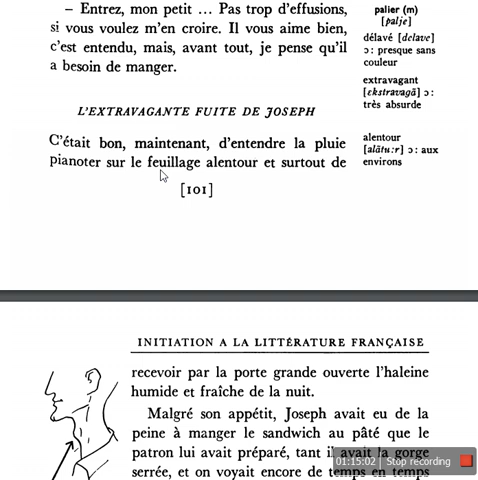 – Entrez, mon petit ... Pas trop d'effusions,
si vous voulez m'en croire. Il vous aime bien,
c'est entendu, mais, avant tout, je pense qu'il
a besoin de manger.
palier (m)
[palje]
délavé [delave]
ɔ: presque sans
couleur
extravagant
[ɛkstravagɑ̃] ɔ:
très absurde
L'EXTRAVAGANTE FUITE DE JOSEPH
C'était bon, maintenant, d'entendre la pluie
pianoter sur le feuillage alentour et surtout de
alentour
[alɑ̃tu:r] ɔ: aux
environs
[101]
INITIATION A LA LITTÉRATURE FRANÇAISE
recevoir par la porte grande ouverte l'haleine
humide et fraîche de la nuit.
Malgré son appétit, Joseph avait eu de la
peine à manger le sandwich au pâté que le
patron lui avait préparé, tant il avait la gorge
serrée, et on voyait encore de temps en temps
01:15:02 Stop recording